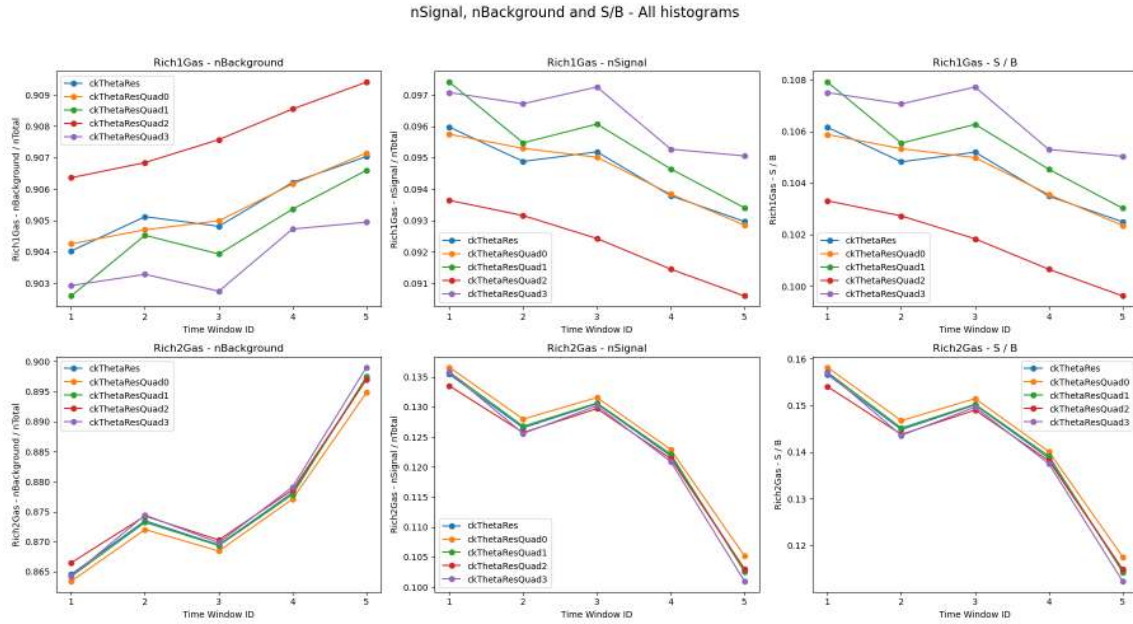 nSignal, nBackground and S/B - All histograms
Rich1Gas - nBackground
Rich1Gas - nBackground / nTotal
0.909
0.908
0.907
0.906
0.905
0.904
0.903
ckThetaRes
ckThetaResQuad0
ckThetaResQuad1
ckThetaResQuad2
ckThetaResQuad3
1 2 3 4 5
Time Window ID
Rich1Gas - nSignal
Rich1Gas - nSignal / nTotal
0.097
0.096
0.095
0.094
0.093
0.092
0.091
ckThetaRes
ckThetaResQuad0
ckThetaResQuad1
ckThetaResQuad2
ckThetaResQuad3
1 2 3 4 5
Time Window ID
Rich1Gas - S / B
Rich1Gas - S / B
0.108
0.106
0.104
0.102
0.100
ckThetaRes
ckThetaResQuad0
ckThetaResQuad1
ckThetaResQuad2
ckThetaResQuad3
1 2 3 4 5
Time Window ID
Rich2Gas - nBackground
Rich2Gas - nBackground / nTotal
0.900
0.895
0.890
0.885
0.880
0.875
0.870
0.865
ckThetaRes
ckThetaResQuad0
ckThetaResQuad1
ckThetaResQuad2
ckThetaResQuad3
1 2 3 4 5
Time Window ID
Rich2Gas - nSignal
Rich2Gas - nSignal / nTotal
0.135
0.130
0.125
0.120
0.115
0.110
0.105
0.100
ckThetaRes
ckThetaResQuad0
ckThetaResQuad1
ckThetaResQuad2
ckThetaResQuad3
1 2 3 4 5
Time Window ID
Rich2Gas - S / B
Rich2Gas - S / B
0.16
0.15
0.14
0.13
0.12
ckThetaRes
ckThetaResQuad0
ckThetaResQuad1
ckThetaResQuad2
ckThetaResQuad3
1 2 3 4 5
Time Window ID